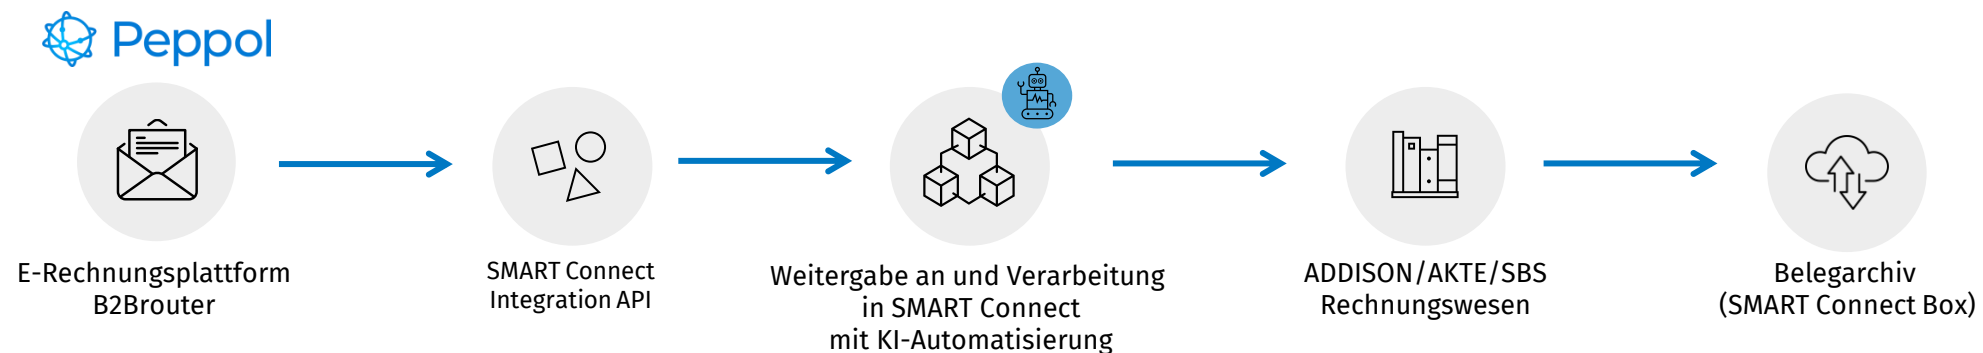 Peppol
E-Rechnungsplattform
B2Brouter
SMART Connect
Integration API
Weitergabe an und Verarbeitung
in SMART Connect
mit KI-Automatisierung
ADDISON/AKTE/SBS
Rechnungswesen
Belegarchiv
(SMART Connect Box)